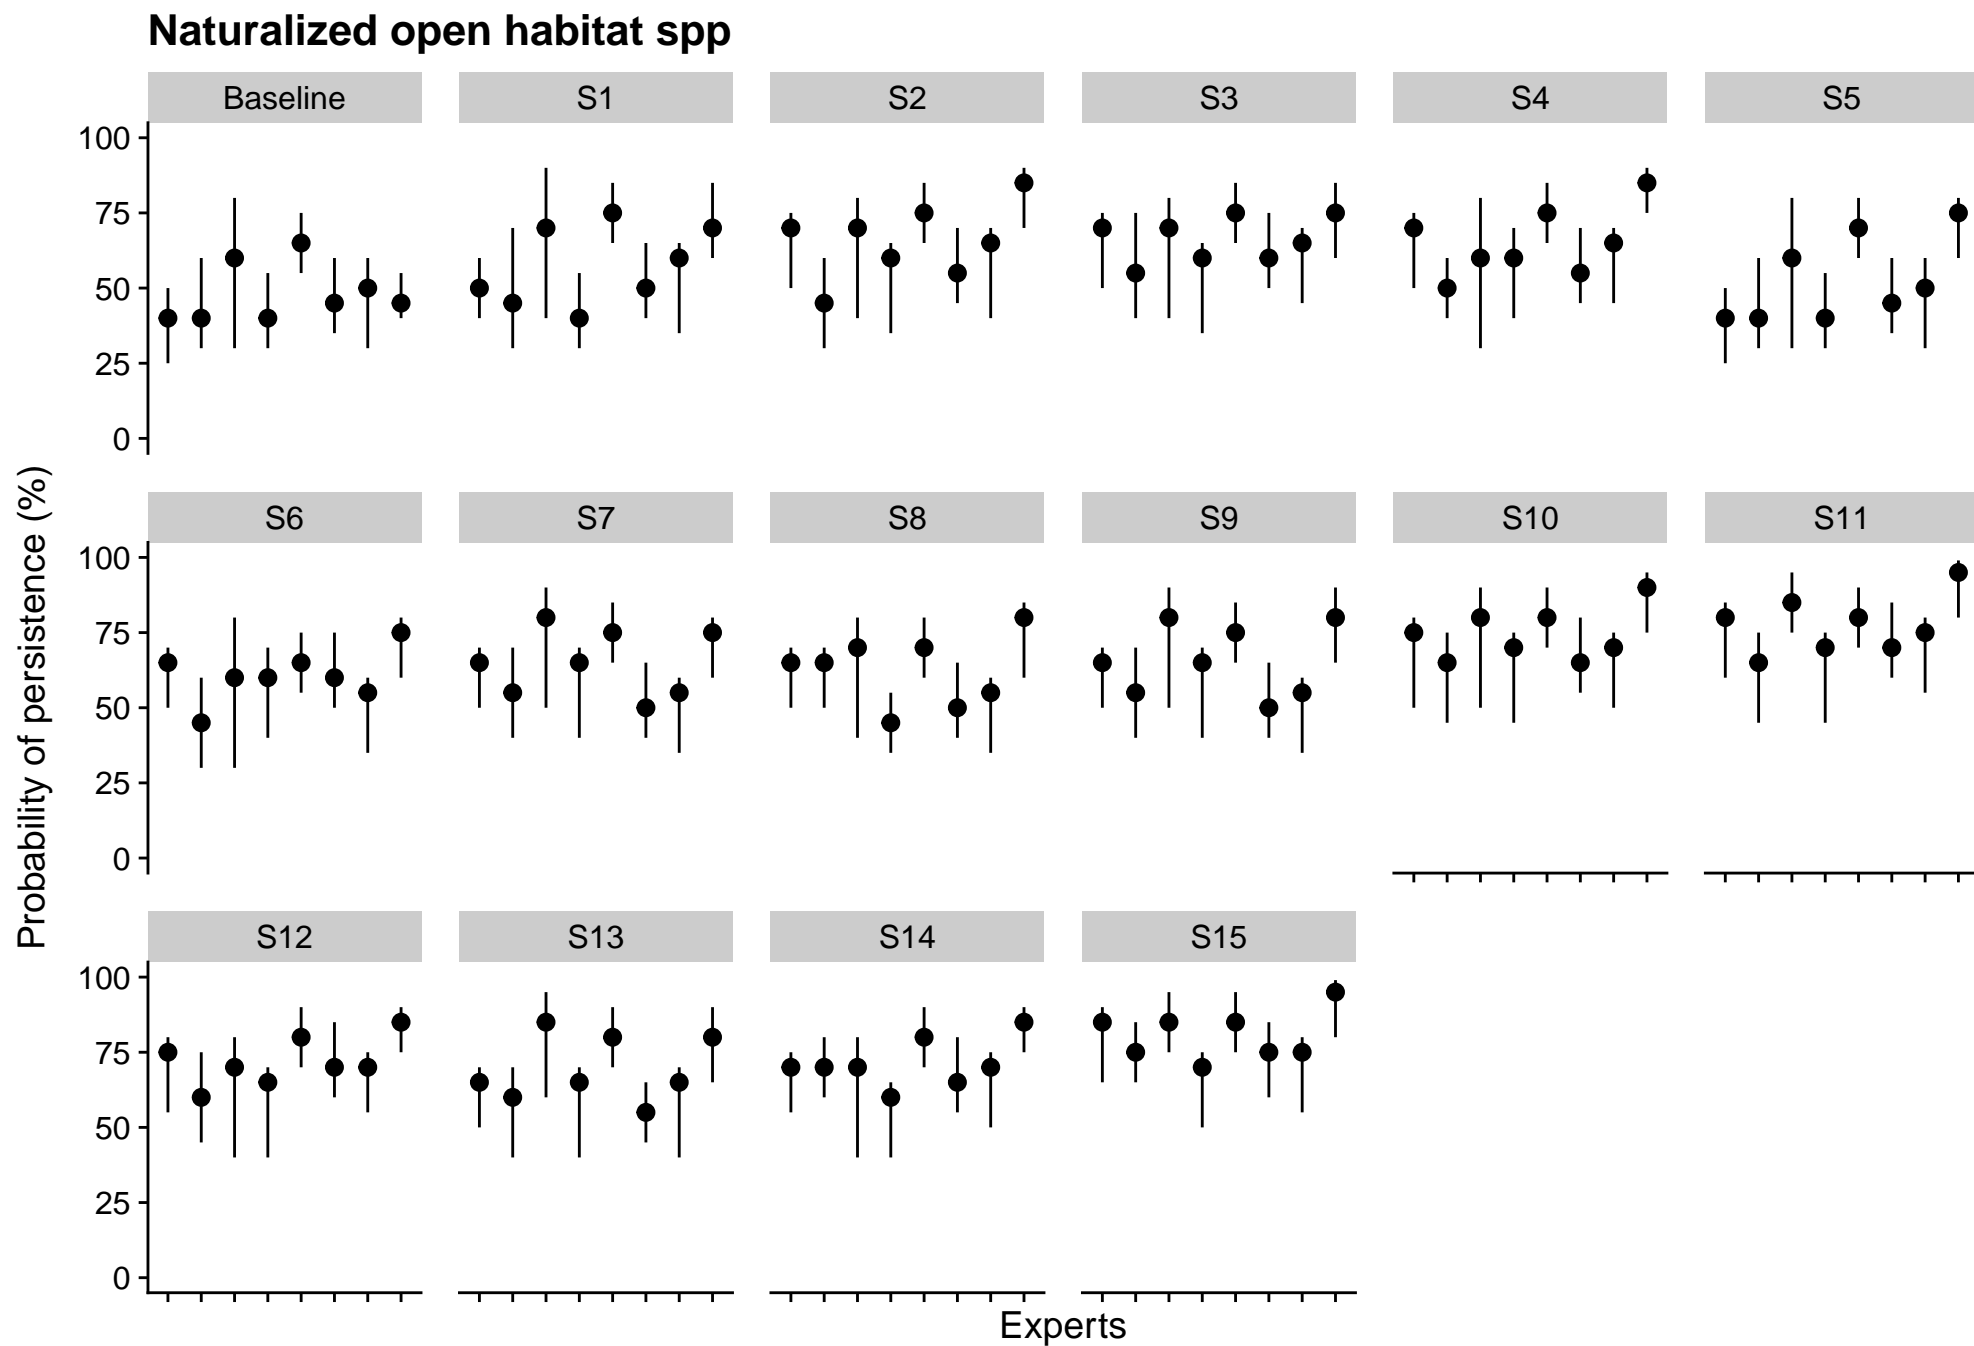 Naturalized open habitat spp
Baseline S1 S2 S3 S4 S5
100
75
50
25
0
Probability of persistence (%)
S6 S7 S8 S9 S10 S11
100
75
50
25
0
S12 S13 S14 S15
100
75
50
25
0
Experts